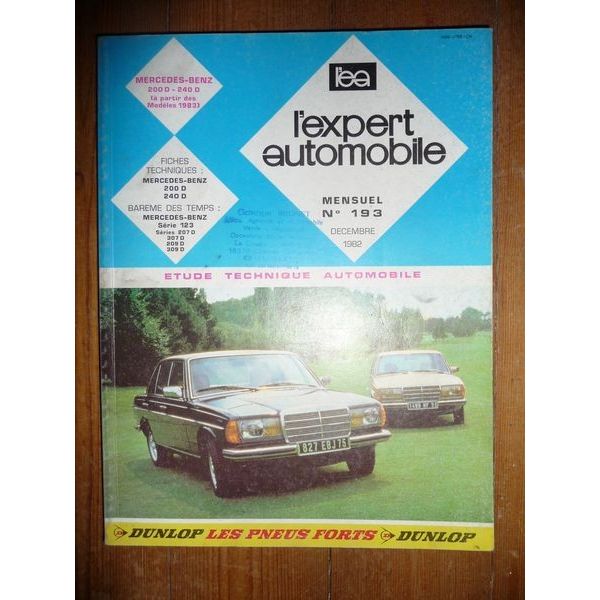 MERCEDES-BENZ
200 D - 240 D
(à partir des
Modèles 1983)
l'ea
l'expert
automobile
FICHES
TECHNIQUES :
MERCEDES-BENZ
200 D
240 D
BAREME DES TEMPS :
MERCEDES-BENZ
Série 123
Séries 207 D
307 D
209 D
309 D
MENSUEL
N° 193
DECEMBRE
1982
ETUDE TECHNIQUE AUTOMOBILE
827 EBJ 75
DUNLOP LES PNEUS FORTS DUNLOP